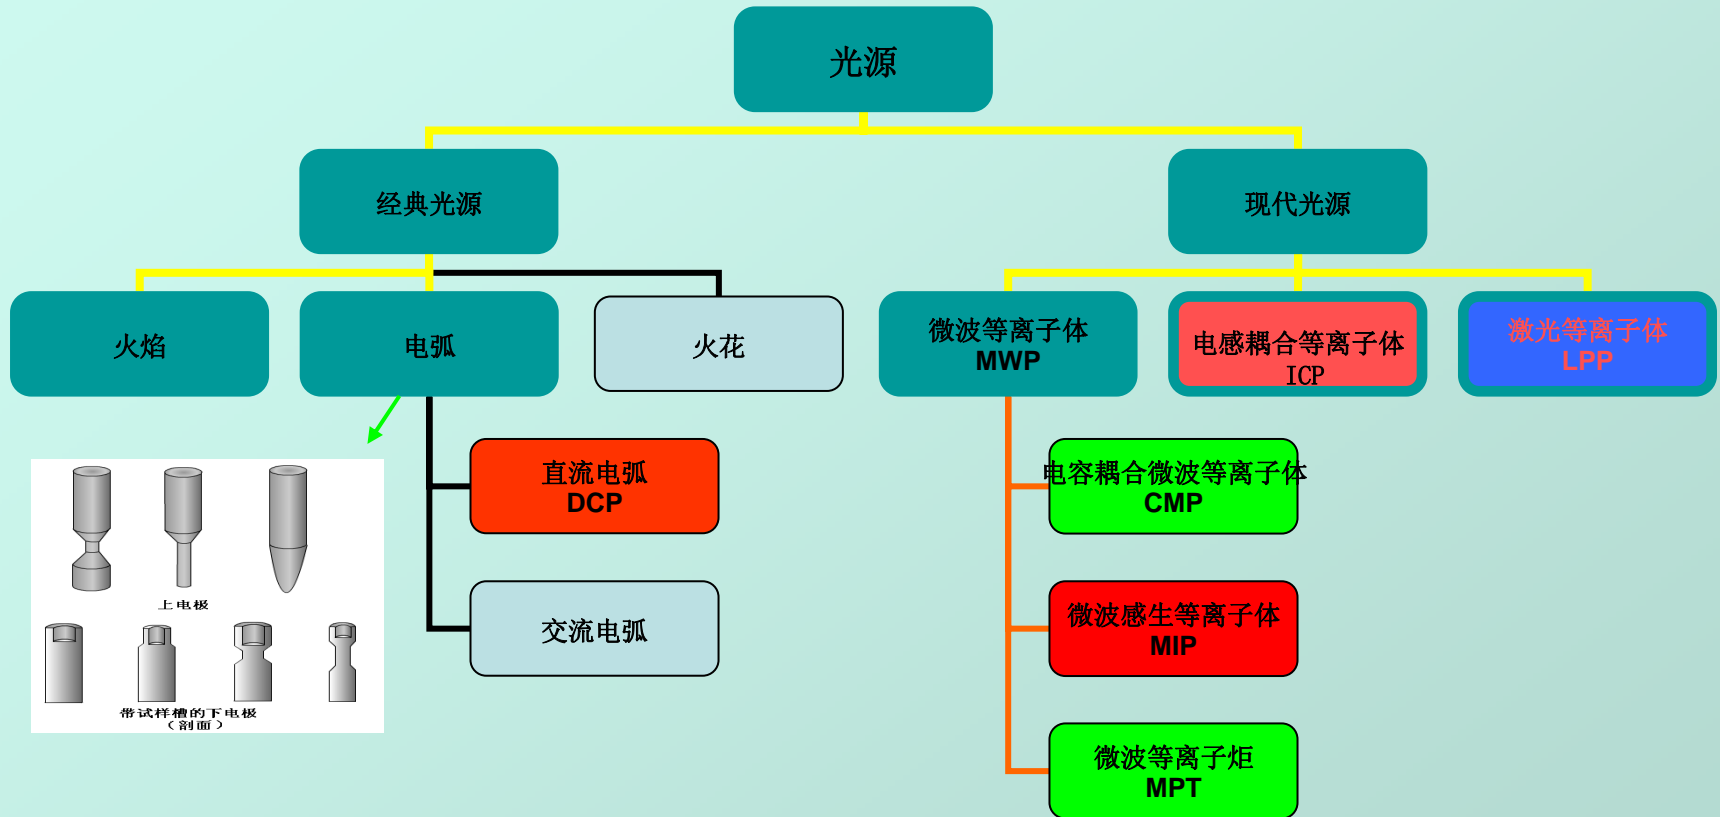 光源
经典光源
现代光源
火焰
电弧
火花
微波等离子体
MWP
电感耦合等离子体
ICP
激光等离子体
LPP
直流电弧
DCP
电容耦合微波等离子体
CMP
上电极
交流电弧
微波感生等离子体
MIP
带试样槽的下电极
（剖面）
微波等离子炬
MPT